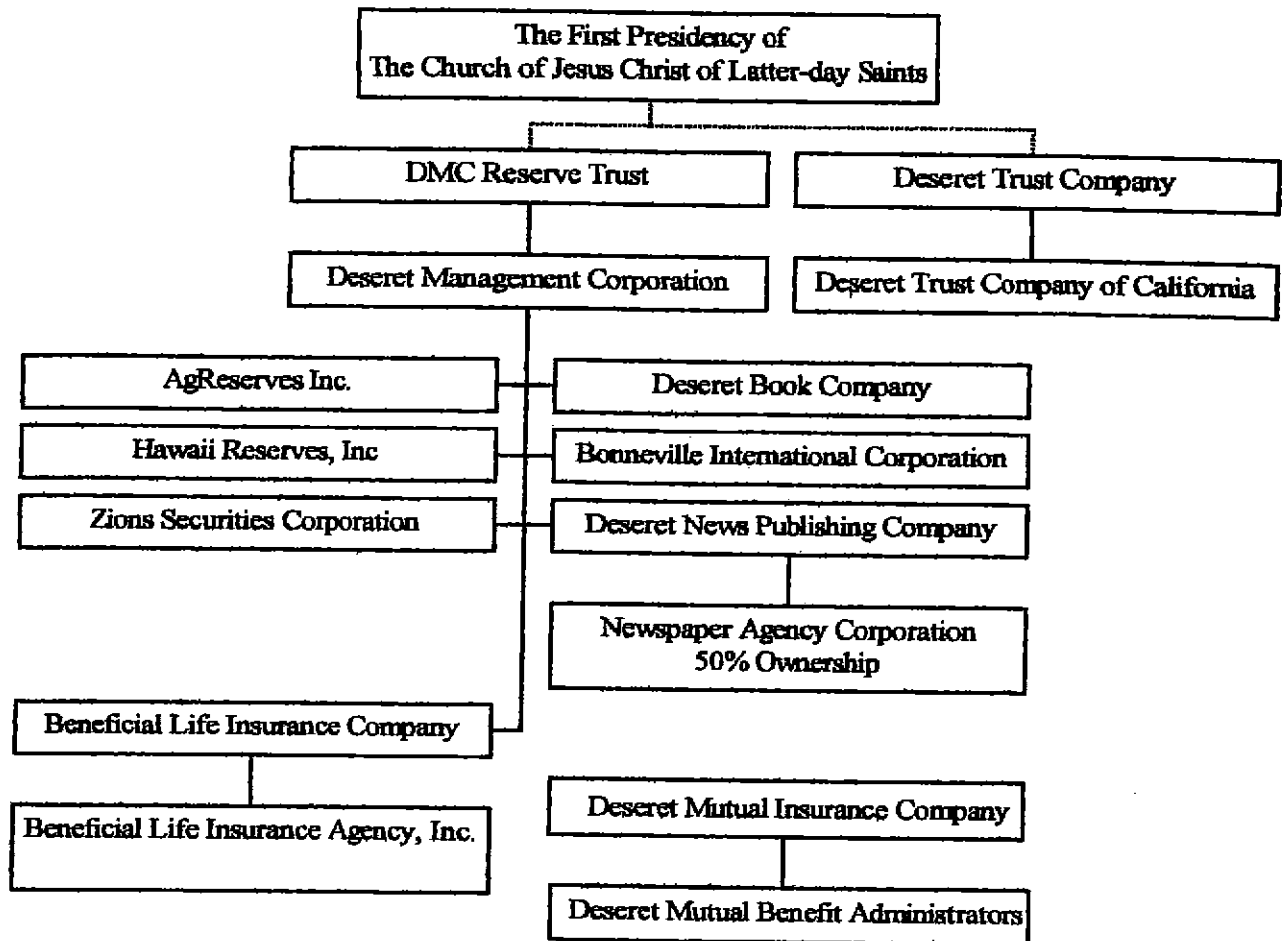 The First Presidency of
The Church of Jesus Christ of Latter-day Saints
DMC Reserve Trust
Deseret Trust Company
Deseret Management Corporation
Deseret Trust Company of California
AgReserves Inc.
Deseret Book Company
Hawaii Reserves, Inc
Bonneville International Corporation
Zions Securities Corporation
Deseret News Publishing Company
Newspaper Agency Corporation
50% Ownership
Beneficial Life Insurance Company
Beneficial Life Insurance Agency, Inc.
Deseret Mutual Insurance Company
Deseret Mutual Benefit Administrators